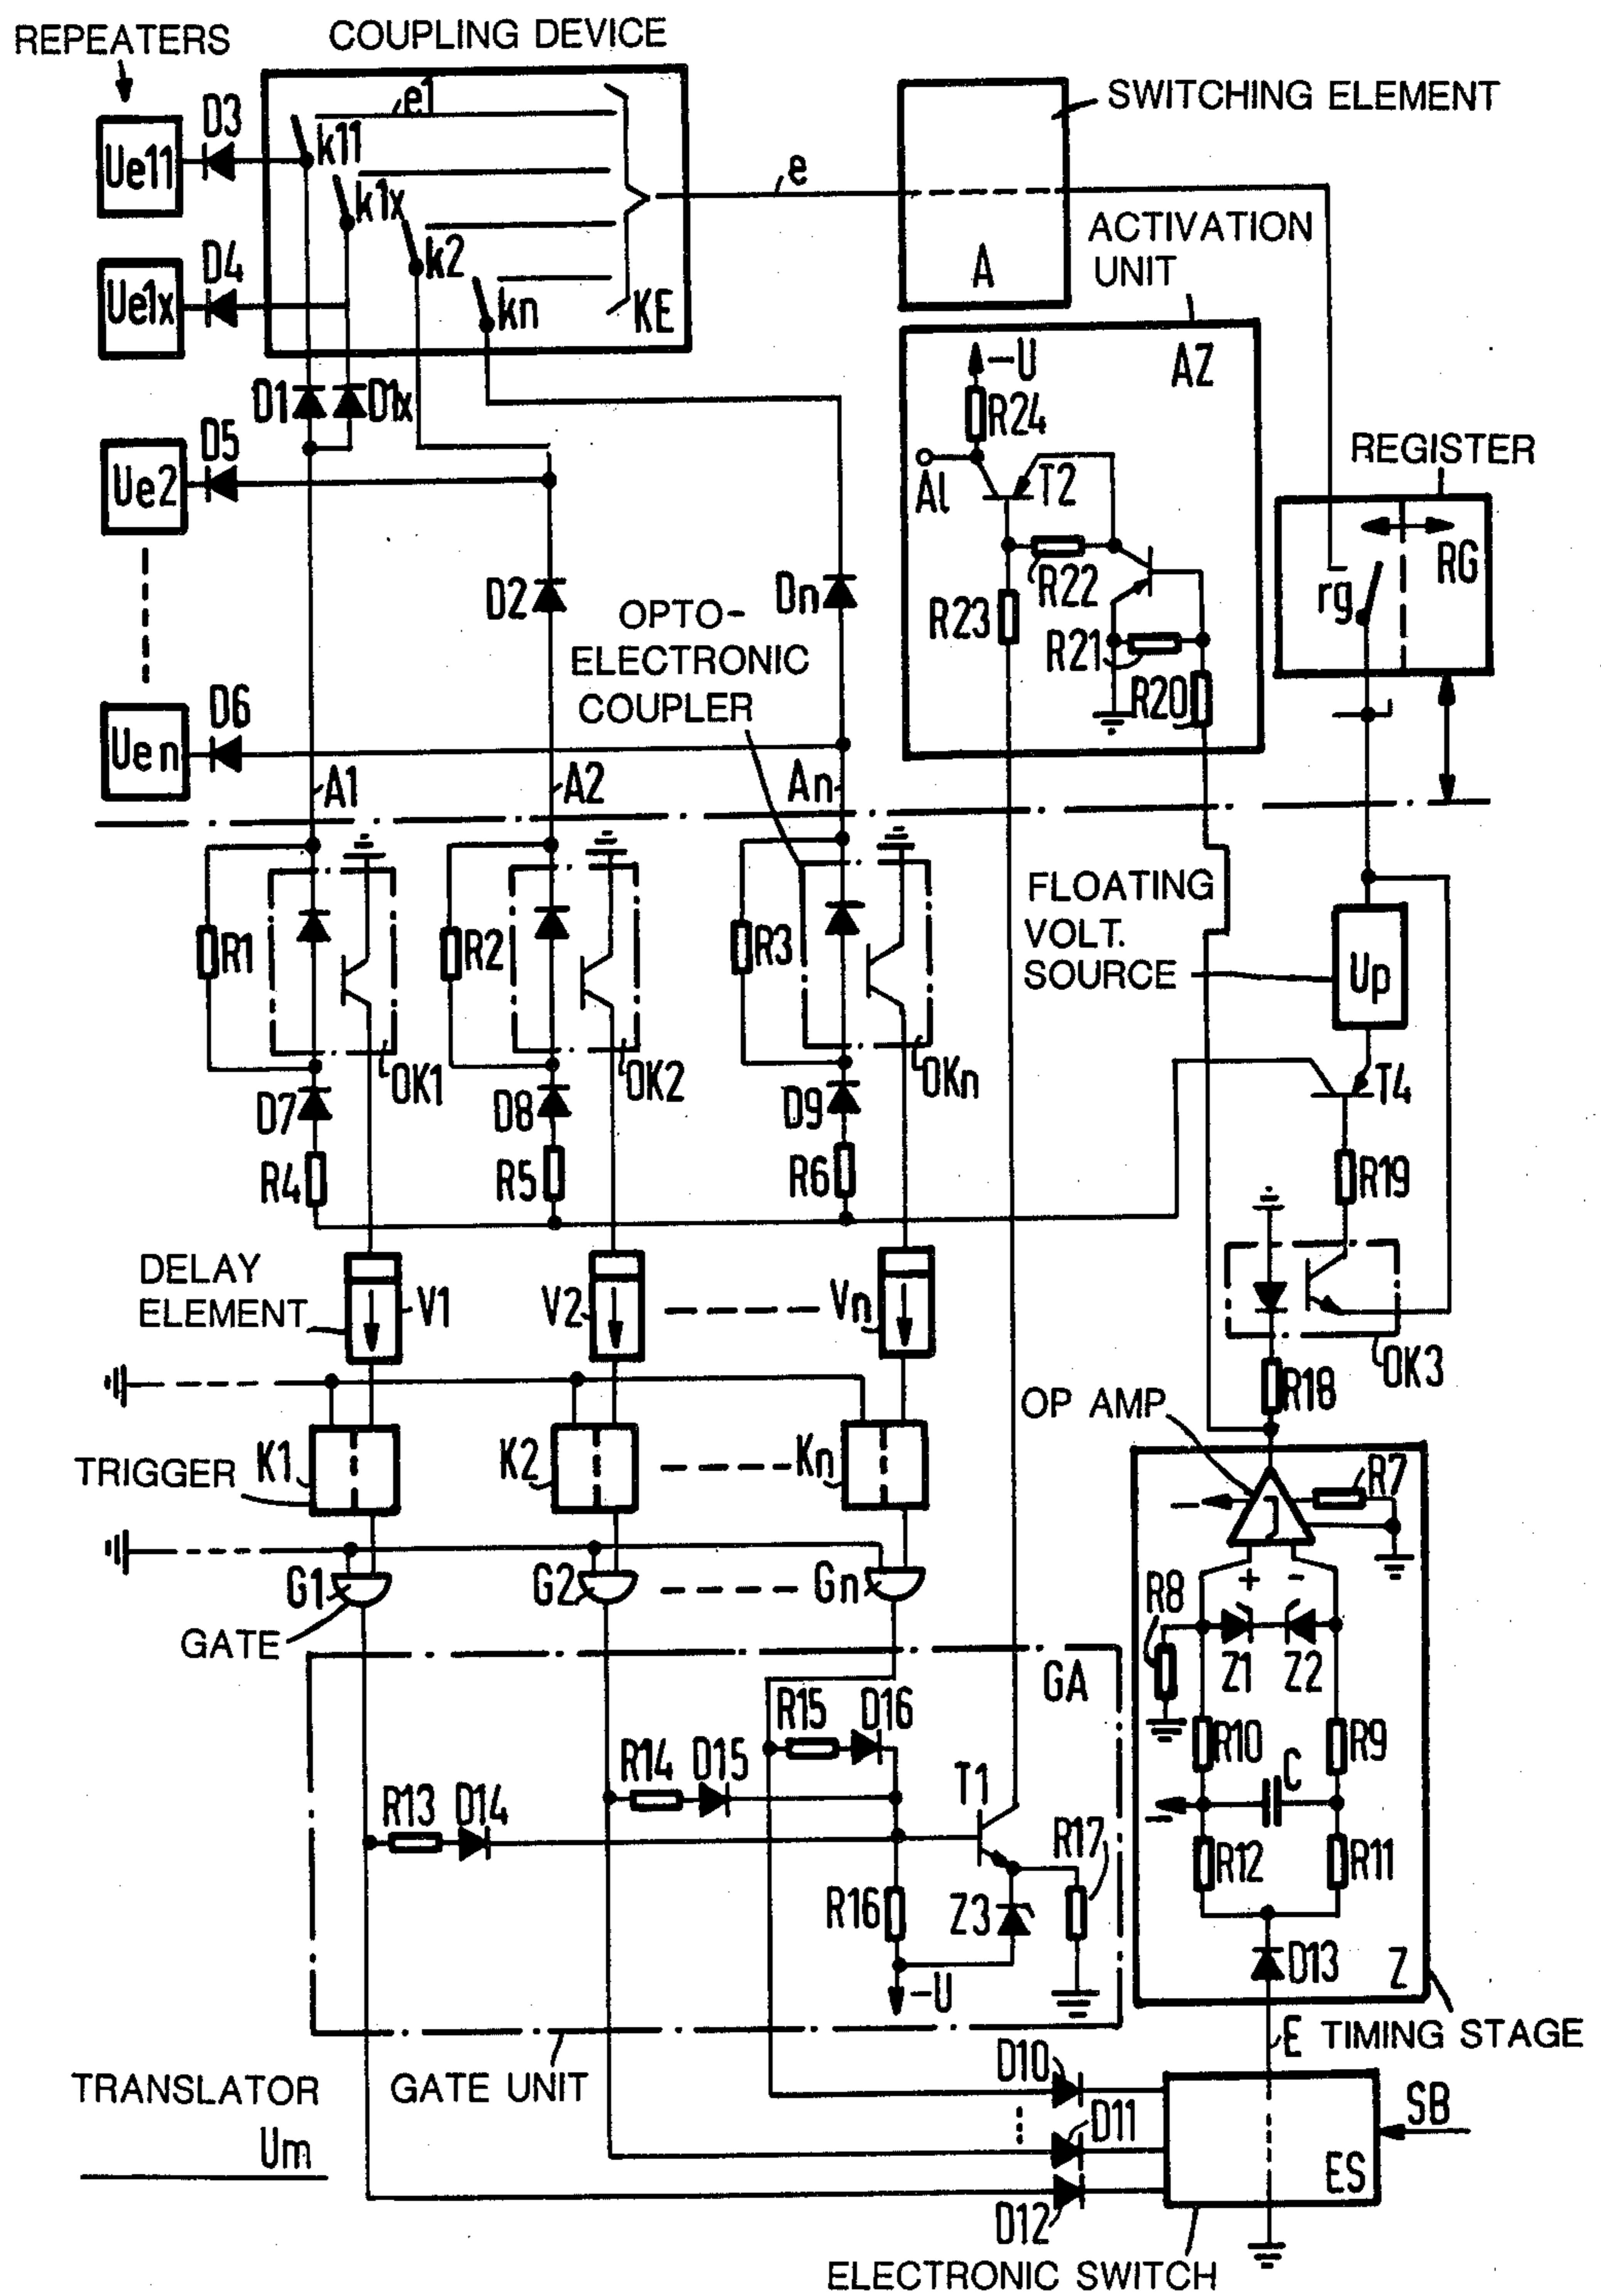 REPEATERS
COUPLING DEVICE
SWITCHING ELEMENT
Ue11
D3
e1
k11
k1x
k2
kn
KE
e
A
ACTIVATION
UNIT
Ue1x
D4
D1
D1x
AZ
-U
R24
Al
T2
R22
R23
R21
R20
REGISTER
RG
rg
Ue2
D5
D2
Dn
OPTO-
ELECTRONIC
COUPLER
Uen
D6
A1
A2
An
R1
R2
R3
OK1
OK2
OKn
FLOATING
VOLT.
SOURCE
Up
D7
D8
D9
T4
R4
R5
R6
R19
DELAY
ELEMENT
V1
V2
Vn
OK3
R18
OP AMP
TRIGGER
K1
K2
Kn
R7
G1
G2
Gn
GATE
+
-
R8
Z1
Z2
GA
R15
D16
R14
D15
R13
D14
T1
R17
R16
Z3
-U
R10
R9
C
R12
R11
D13
Z
E
TIMING STAGE
TRANSLATOR
Um
GATE UNIT
D10
D11
D12
SB
ES
ELECTRONIC SWITCH